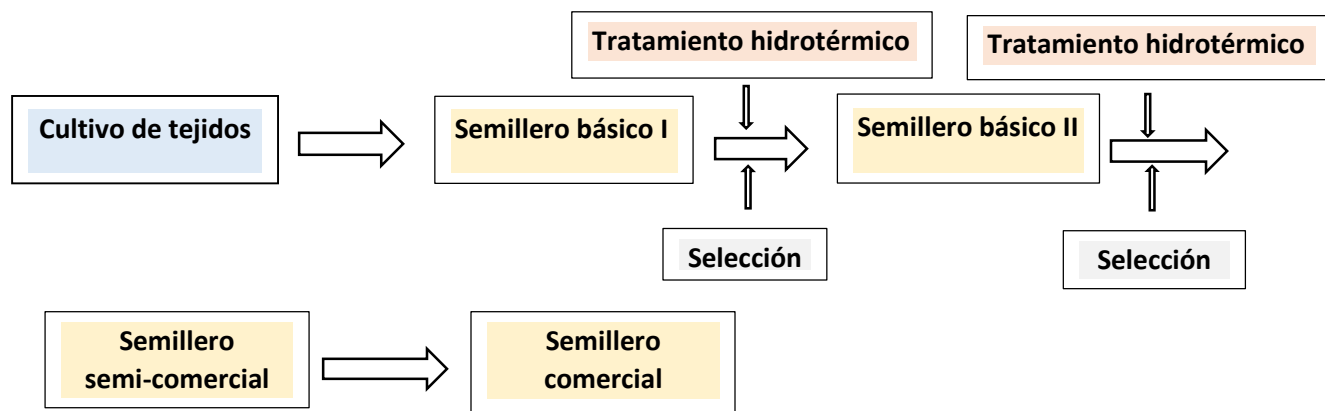 Tratamiento hidrotérmico
Tratamiento hidrotérmico
Cultivo de tejidos
Semillero básico I
Semillero básico II
Selección
Selección
Semillero
semi-comercial
Semillero
comercial